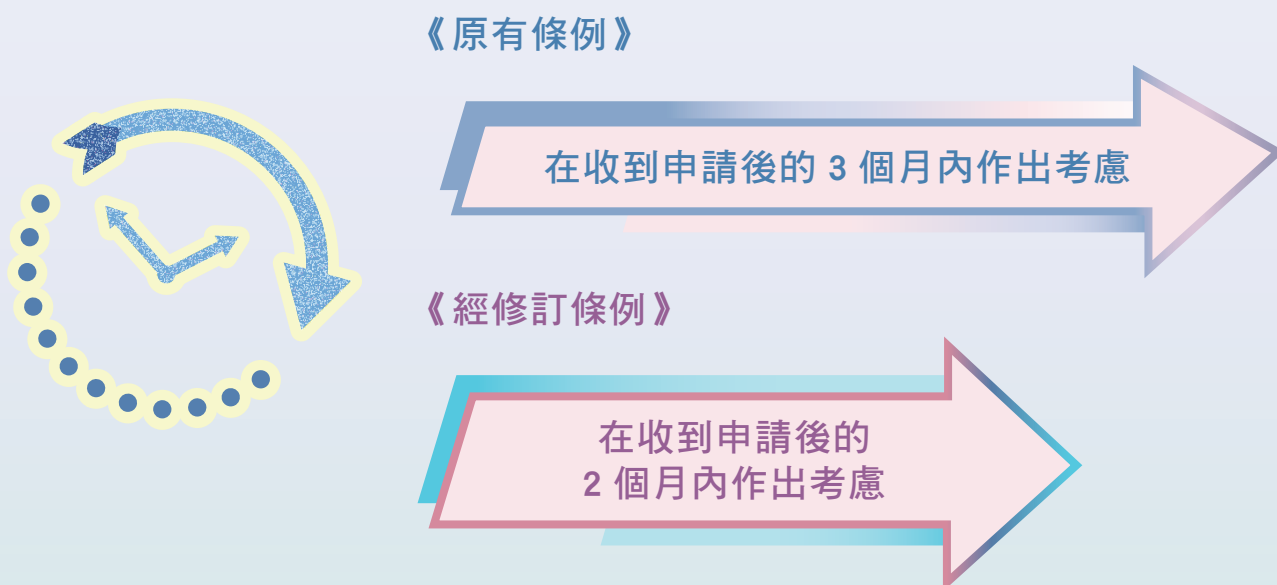 《原有條例》
在收到申請後的 3 個月內作出考慮
《經修訂條例》
在收到申請後的
2 個月內作出考慮